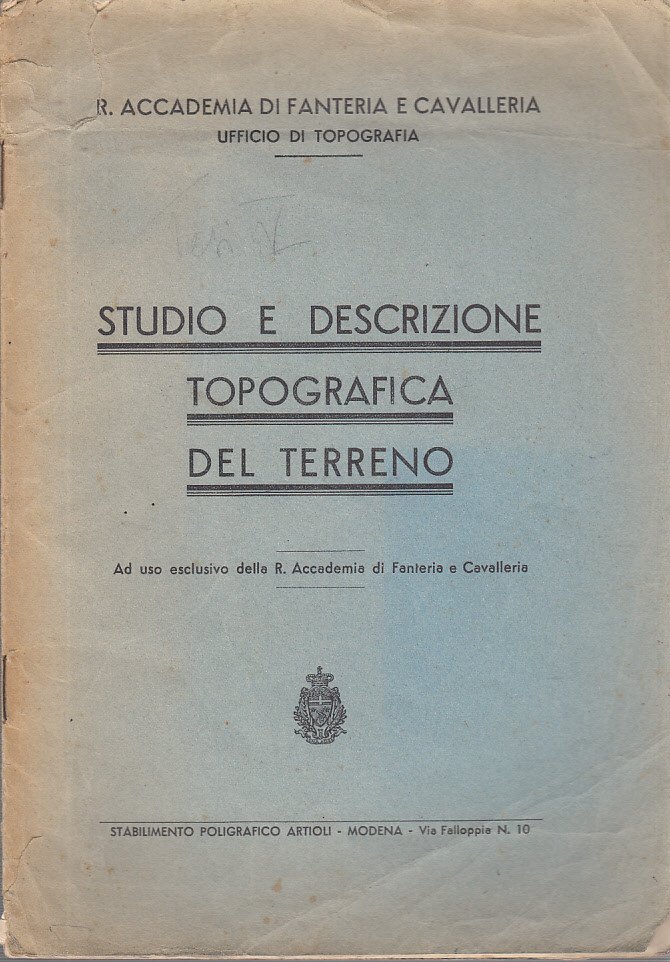 R. ACCADEMIA DI FANTERIA E CAVALLERIA
UFFICIO DI TOPOGRAFIA
STUDIO E DESCRIZIONE
TOPOGRAFICA
DEL TERRENO
Ad uso esclusivo della R. Accademia di Fanteria e Cavalleria
STABILIMENTO POLIGRAFICO ARTIOLI - MODENA - Via Falloppia N. 10